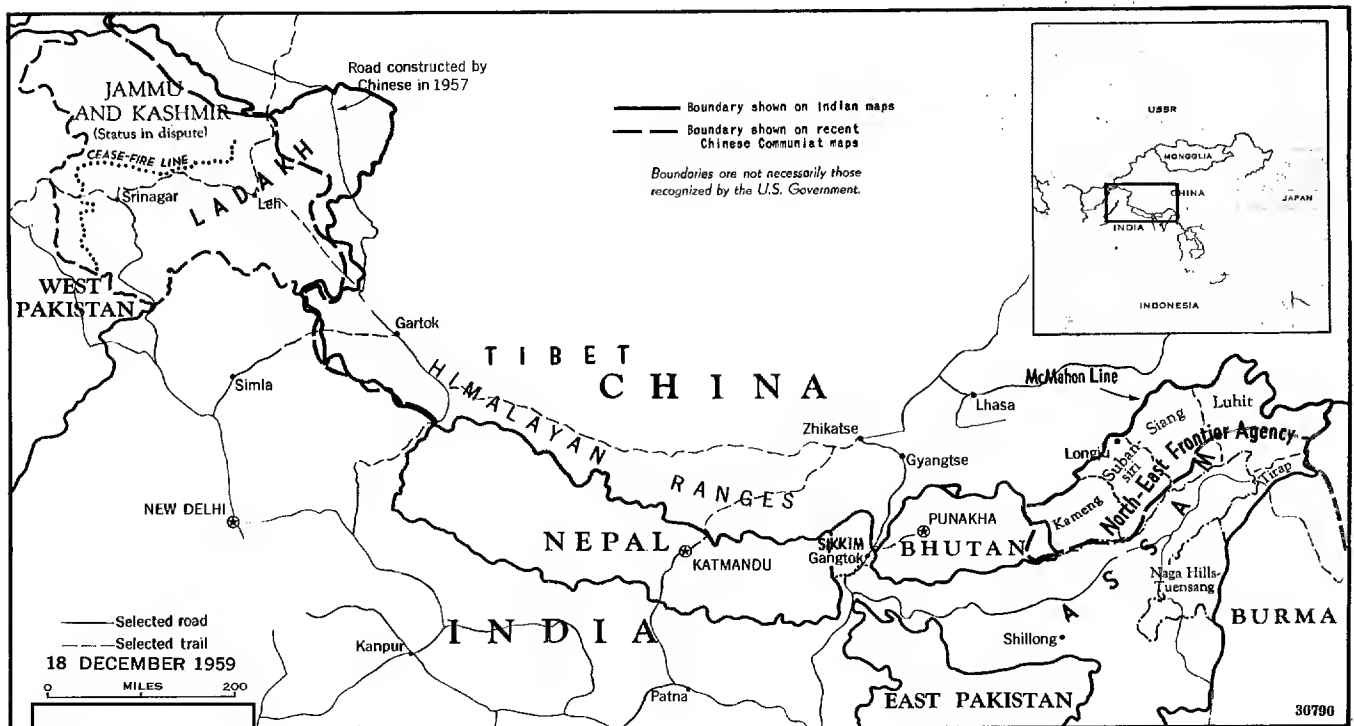 Road constructed by
Chinese in 1957
JAMMU
AND KASHMIR
(Status in dispute)
CEASE-FIRE LINE
Srinagar
LADAKH
Leh
WEST
PAKISTAN
Boundary shown on Indian maps
Boundary shown on recent
Chinese Communist maps
Boundaries are not necessarily those
recognized by the U.S. Government.
USSR
MONGOLIA
CHINA
JAPAN
INDIA
INDONESIA
Gartok
Simla
TIBET
CHINA
HIMALAYAN
RANGES
McMahon Line
Lhasa
Zhikatse
Gyangtse
Longju
Siang
Luhit
Suban-
siri
Kameng
North-East Frontier Agency
Tirap
NEW DELHI
NEPAL
KATMANDU
SIKKIM
Gangtok
PUNAKHA
BHUTAN
ASSAM
Naga Hills-
Tuensang
BURMA
Shillong
INDIA
Kanpur
Patna
EAST PAKISTAN
Selected road
Selected trail
18 DECEMBER 1959
0 MILES 200
30790